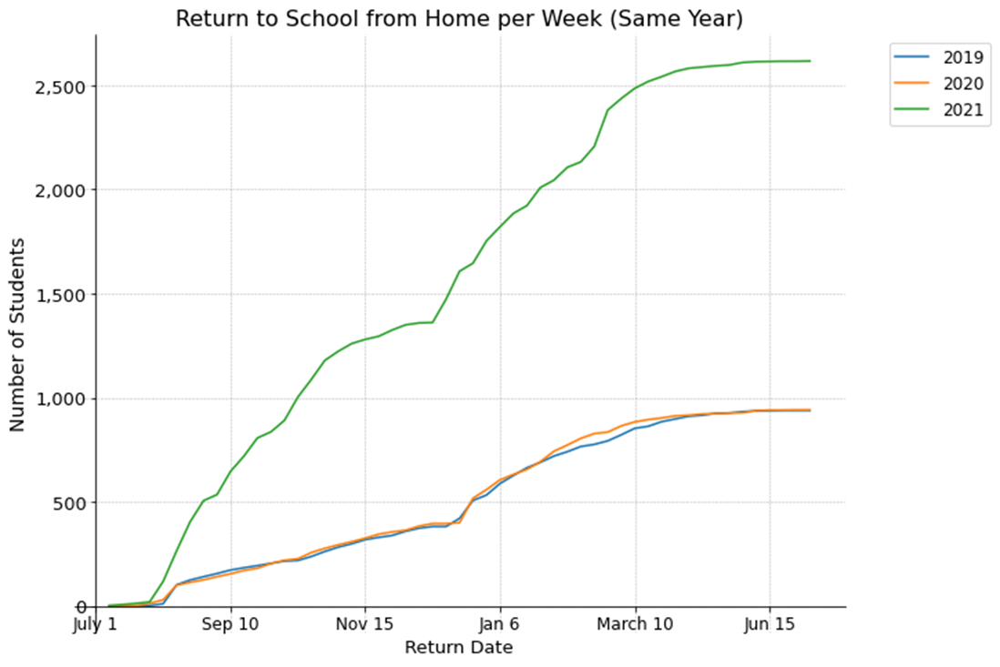 Return to School from Home per Week (Same Year)
2019
2020
2021
Number of Students
2,500
2,000
1,500
1,000
500
0
July 1
Sep 10
Nov 15
Jan 6
March 10
Jun 15
Return Date